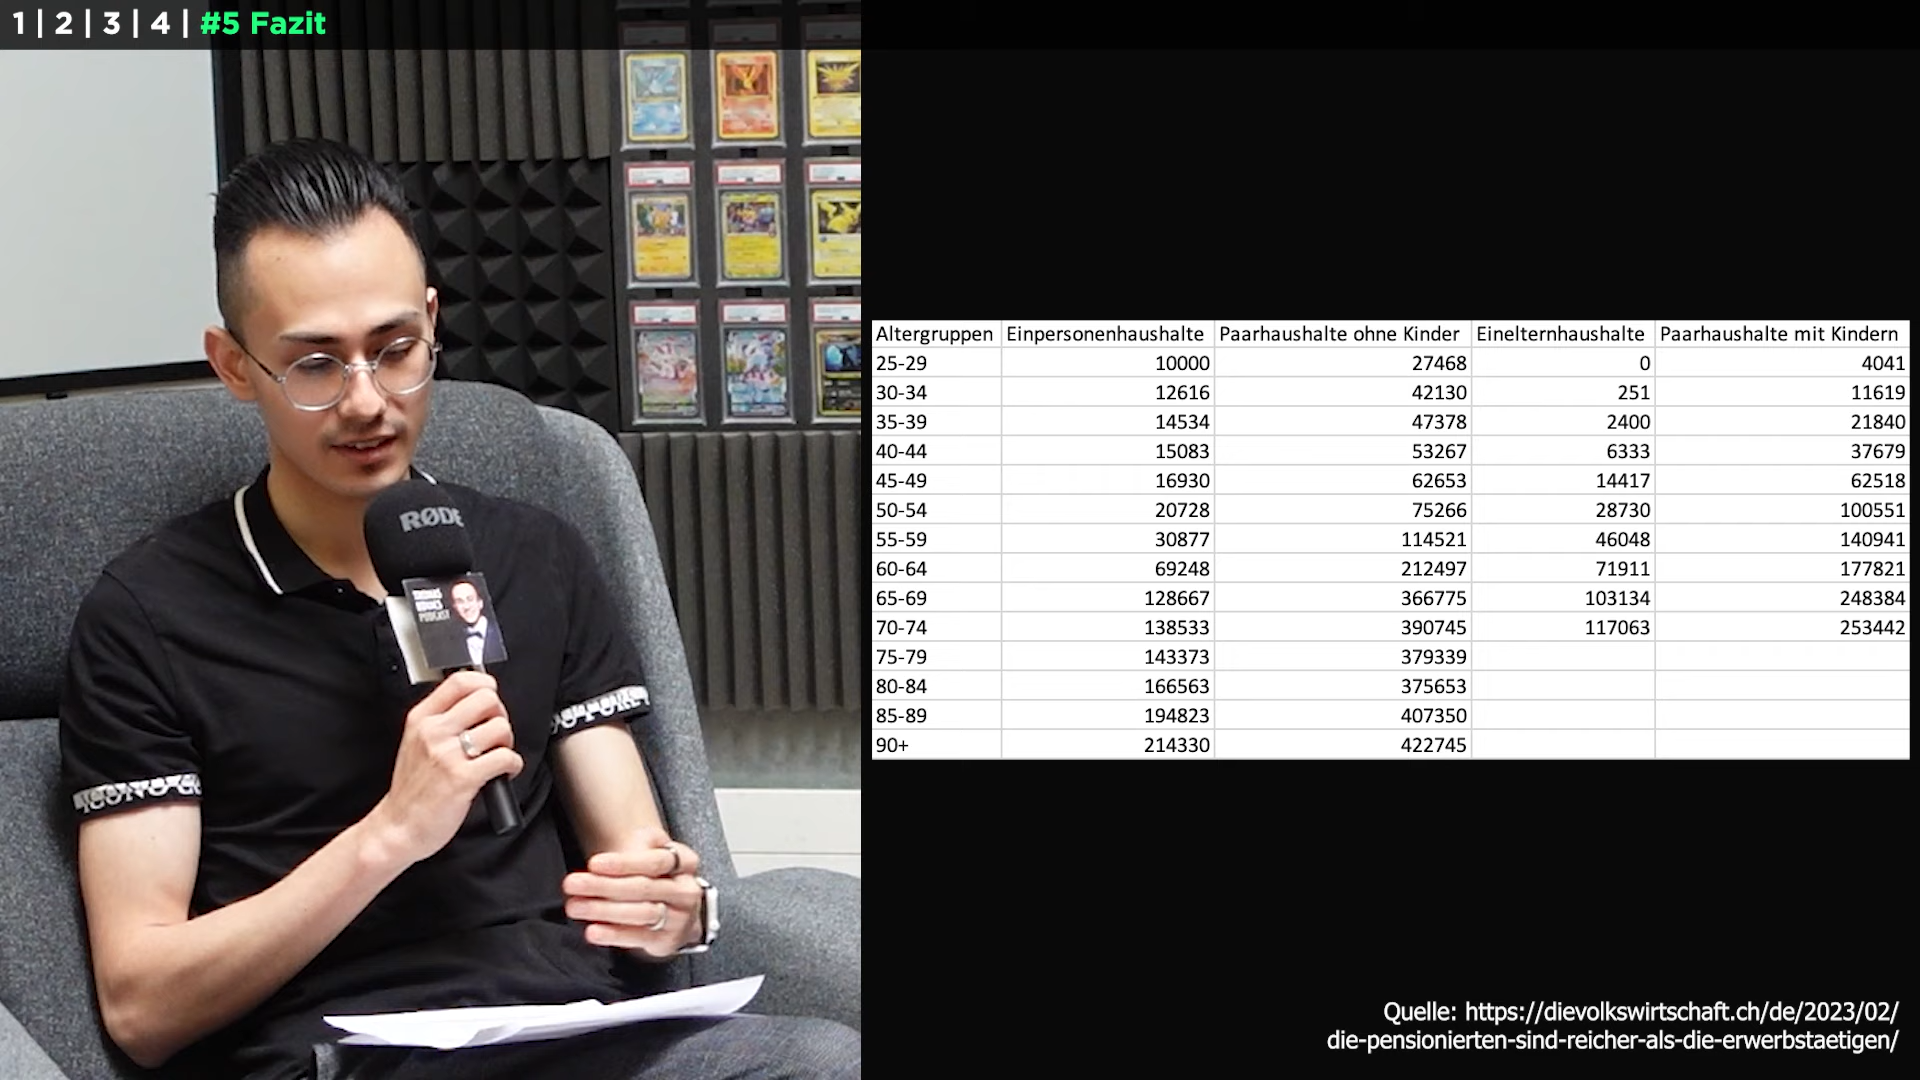 1 | 2 | 3 | 4 | #5 Fazit
RØDE
THOMAS
KOVACS
PODCAST
Altergruppen Einpersonenhaushalte Paarhaushalte ohne Kinder Einelternhaushalte Paarhaushalte mit Kindern
25-29 10000 27468 0 4041
30-34 12616 42130 251 11619
35-39 14534 47378 2400 21840
40-44 15083 53267 6333 37679
45-49 16930 62653 14417 62518
50-54 20728 75266 28730 100551
55-59 30877 114521 46048 140941
60-64 69248 212497 71911 177821
65-69 128667 366775 103134 248384
70-74 138533 390745 117063 253442
75-79 143373 379339
80-84 166563 375653
85-89 194823 407350
90+ 214330 422745
Quelle: https://dievolkswirtschaft.ch/de/2023/02/
die-pensionierten-sind-reicher-als-die-erwerbstaetigen/